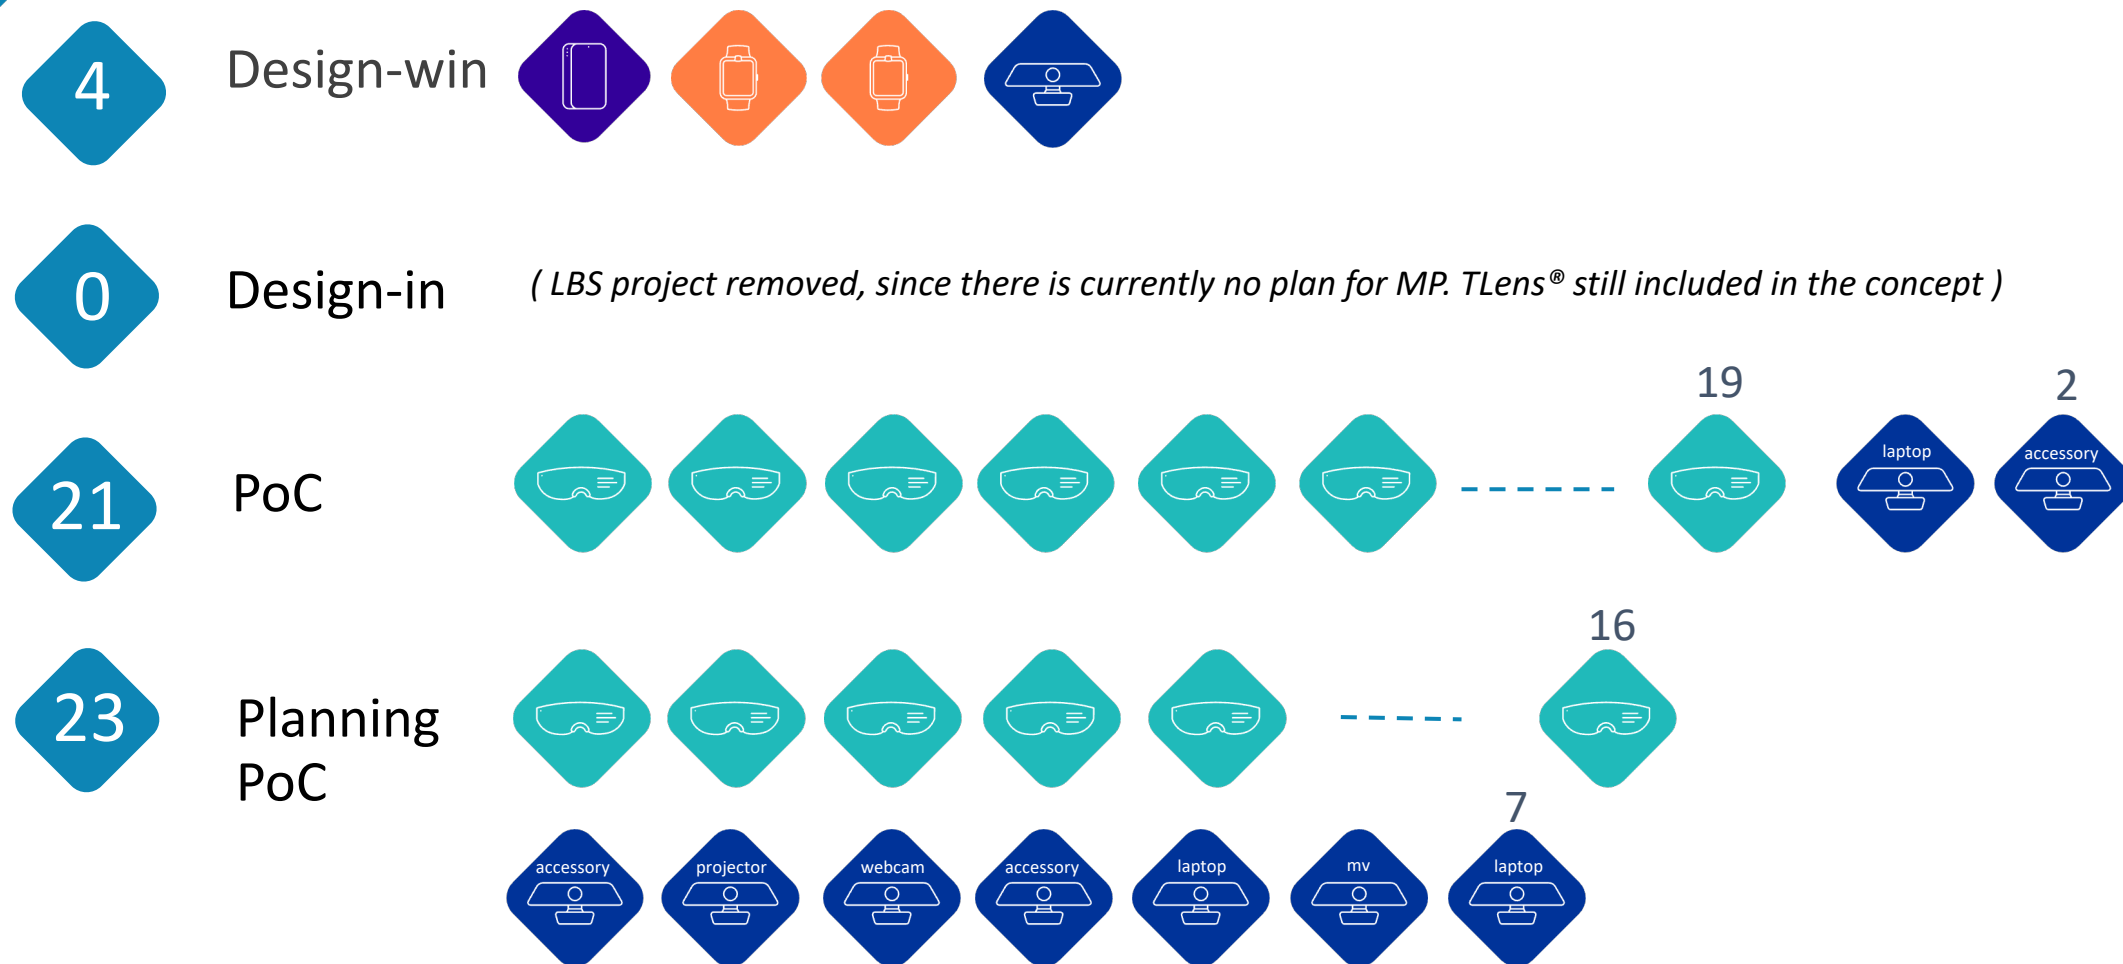 4
Design-win
0
Design-in
( LBS project removed, since there is currently no plan for MP. TLens® still included in the concept )
21
PoC
19
2
laptop
accessory
23
Planning
PoC
16
7
accessory
projector
webcam
accessory
laptop
mv
laptop